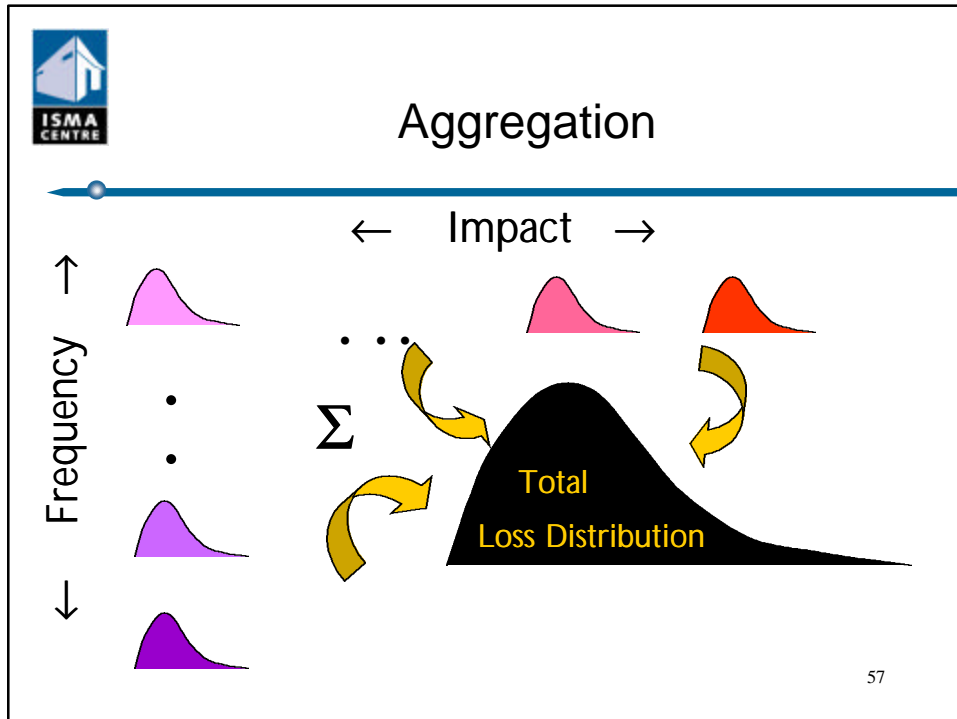 ISMA
CENTRE
Aggregation
← Impact →
← Frequency →
. . .
Σ
Total
Loss Distribution
57